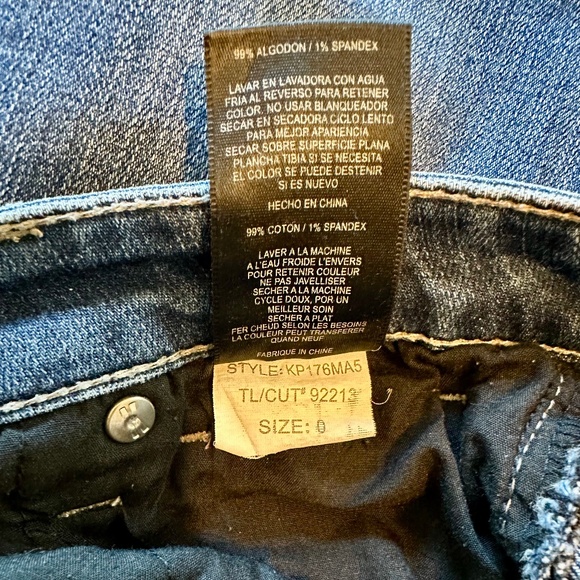 99% ALGODON / 1% SPANDEX
LAVAR EN LAVADORA CON AGUA
FRIA AL REVERSO PARA RETENER
COLOR, NO USAR BLANQUEADOR
SECAR EN SECADORA CICLO LENTO
PARA MEJOR APARIENCIA
SECAR SOBRE SUPERFICIE PLANA
PLANCHA TIBIA SI SE NECESITA
EL COLOR SE PUEDE DESTENIR
SI ES NUEVO
HECHO EN CHINA
99% COTON / 1% SPANDEX
LAVER A LA MACHINE
A L'EAU FROIDE L'ENVERS
POUR RETENIR COULEUR
NE PAS JAVELLISER
SECHER A LA MACHINE
CYCLE DOUX, POUR UN
MEILLEUR SOIN
SECHER A PLAT
FER CHEUD SELON LES BESOINS
LA COULEUR PEUT TRANSFERER
QUAND NEUF
FABRIQUE EN CHINE
STYLE: KP176MA5
TL/CUT# 92213
SIZE: 0